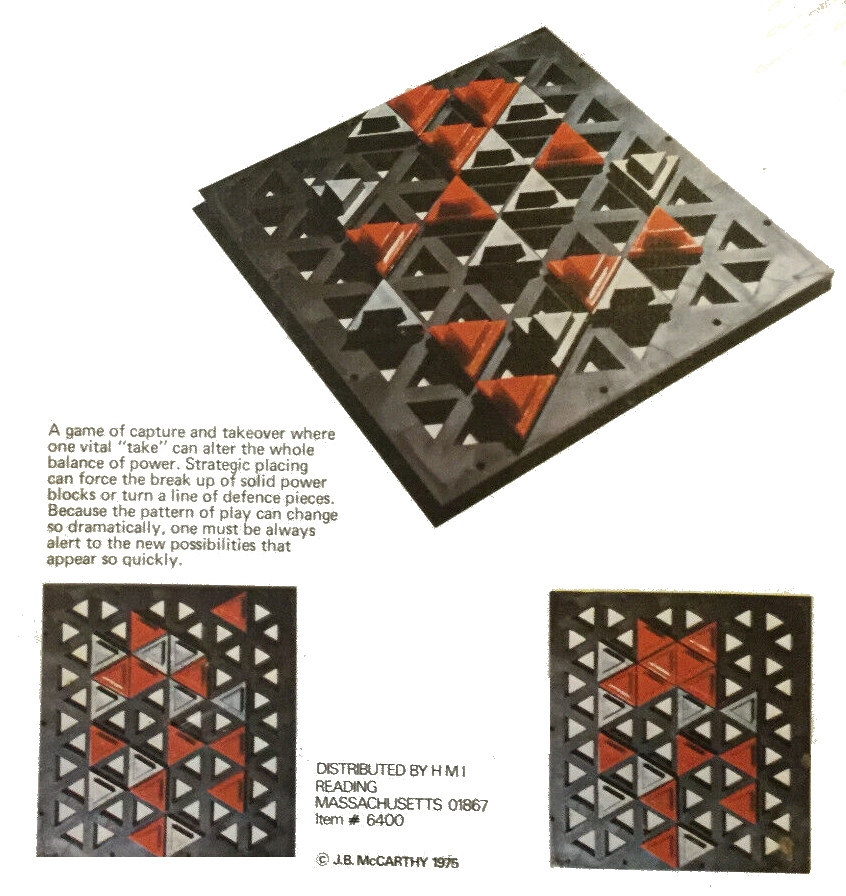 A game of capture and takeover where
one vital "take" can alter the whole
balance of power. Strategic placing
can force the break up of solid power
blocks or turn a line of defence pieces.
Because the pattern of play can change
so dramatically, one must be always
alert to the new possibilities that
appear so quickly.
DISTRIBUTED BY H M I
READING
MASSACHUSETTS 01867
Item # 6400
© J.B. McCARTHY 1975